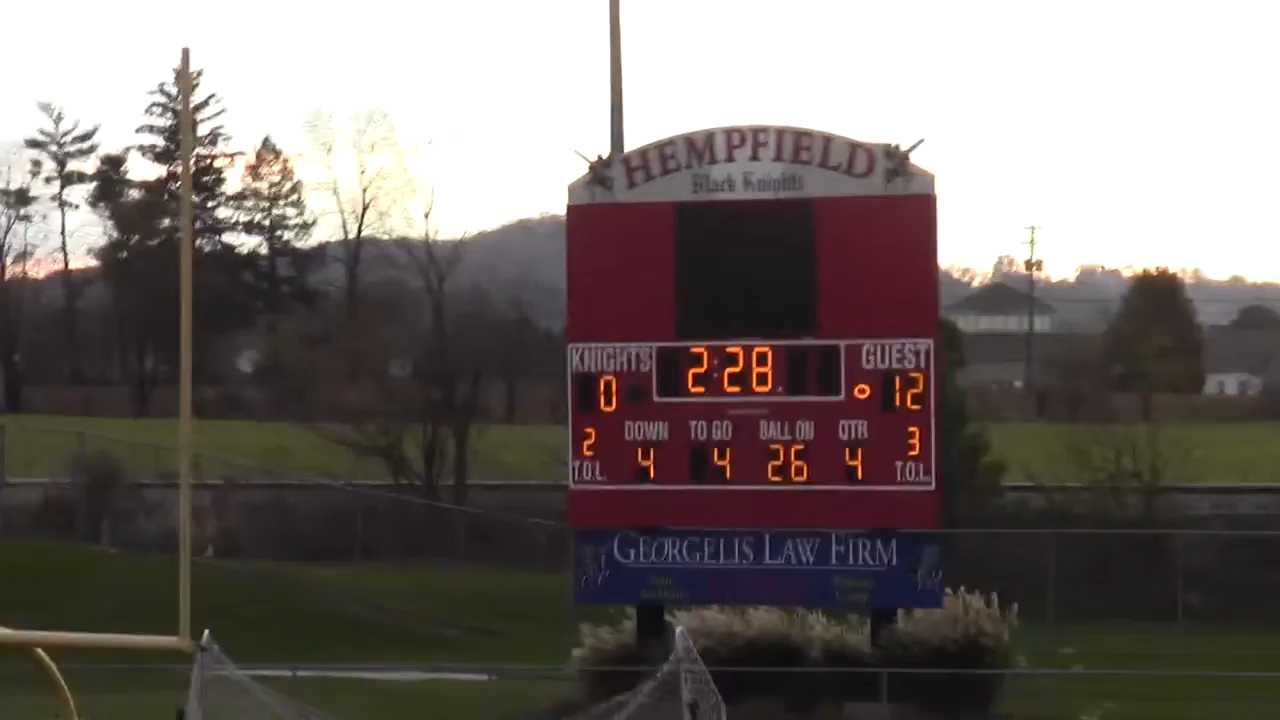 HEMPFIELD
Black Knights
KNIGHTS 2:28 GUEST
0 12
DOWN TO GO BALL ON QTR
2 4 4 26 4 3
T.O.L. T.O.L.
GEORGELIS LAW FIRM